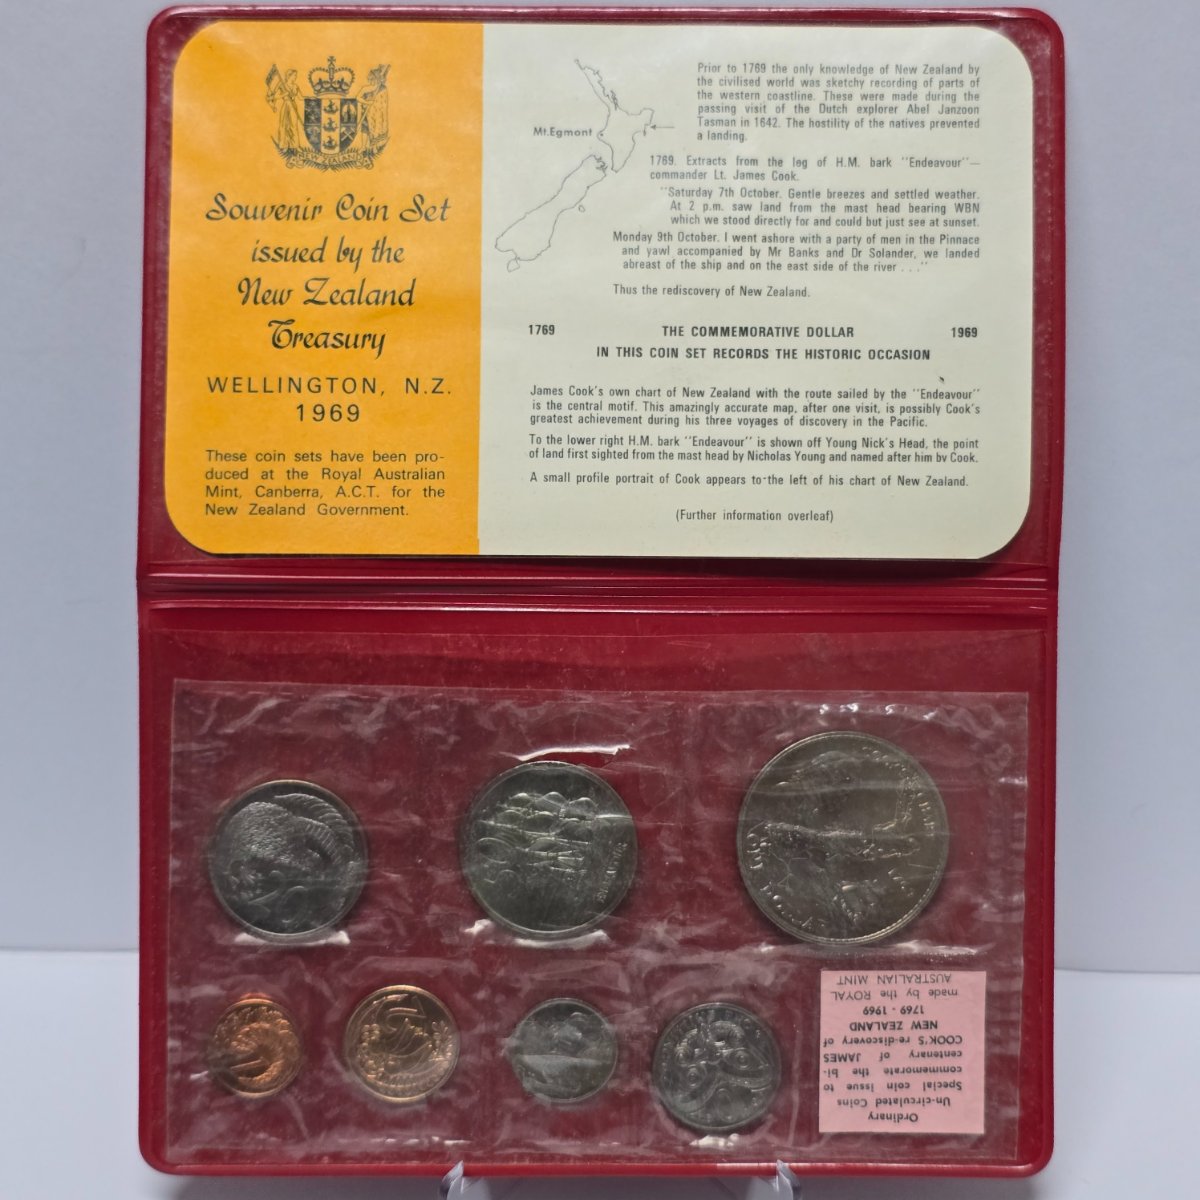 NEW ZEALAND
Souvenir Coin Set
issued by the
New Zealand
Treasury
WELLINGTON, N.Z.
1969
These coin sets have been pro-
duced at the Royal Australian
Mint, Canberra, A.C.T. for the
New Zealand Government.
Mt.Egmont
Prior to 1769 the only knowledge of New Zealand by
the civilised world was sketchy recording of parts of
the western coastline. These were made during the
passing visit of the Dutch explorer Abel Janzoon
Tasman in 1642. The hostility of the natives prevented
a landing.
1769. Extracts from the log of H.M. bark "Endeavour"—
commander Lt. James Cook.
"Saturday 7th October. Gentle breezes and settled weather.
At 2 p.m. saw land from the mast head bearing WBN
which we stood directly for and could but just see at sunset.
Monday 9th October. I went ashore with a party of men in the Pinnace
and yawl accompanied by Mr Banks and Dr Solander, we landed
abreast of the ship and on the east side of the river . . ."
Thus the rediscovery of New Zealand.
1769 THE COMMEMORATIVE DOLLAR 1969
IN THIS COIN SET RECORDS THE HISTORIC OCCASION
James Cook's own chart of New Zealand with the route sailed by the "Endeavour"
is the central motif. This amazingly accurate map, after one visit, is possibly Cook's
greatest achievement during his three voyages of discovery in the Pacific.
To the lower right H.M. bark "Endeavour" is shown off Young Nick's Head, the point
of land first sighted from the mast head by Nicholas Young and named after him by Cook.
A small profile portrait of Cook appears to the left of his chart of New Zealand.
(Further information overleaf)
20
50
ENDEAVOUR
1769
2
Ordinary
Un-circulated Coins
Special coin issue to
commemorate the bi-
centenary of JAMES
COOK'S re-discovery of
NEW ZEALAND
1769 - 1969
made by the ROYAL
AUSTRALIAN MINT